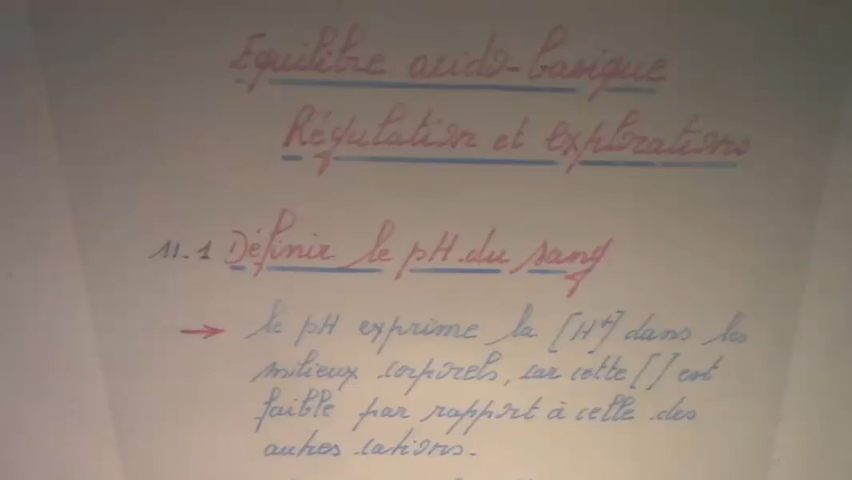 Equilibre acido-basique
Régulation et explorations
11.1 Définir le pH du sang
→ le pH exprime la [H+] dans les
milieux corporels, car cette [] est
faible par rapport à celle des
autres cations.